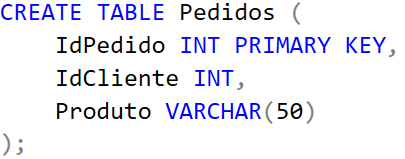 CREATE TABLE Pedidos (
    IdPedido INT PRIMARY KEY,
    IdCliente INT,
    Produto VARCHAR(50)
);